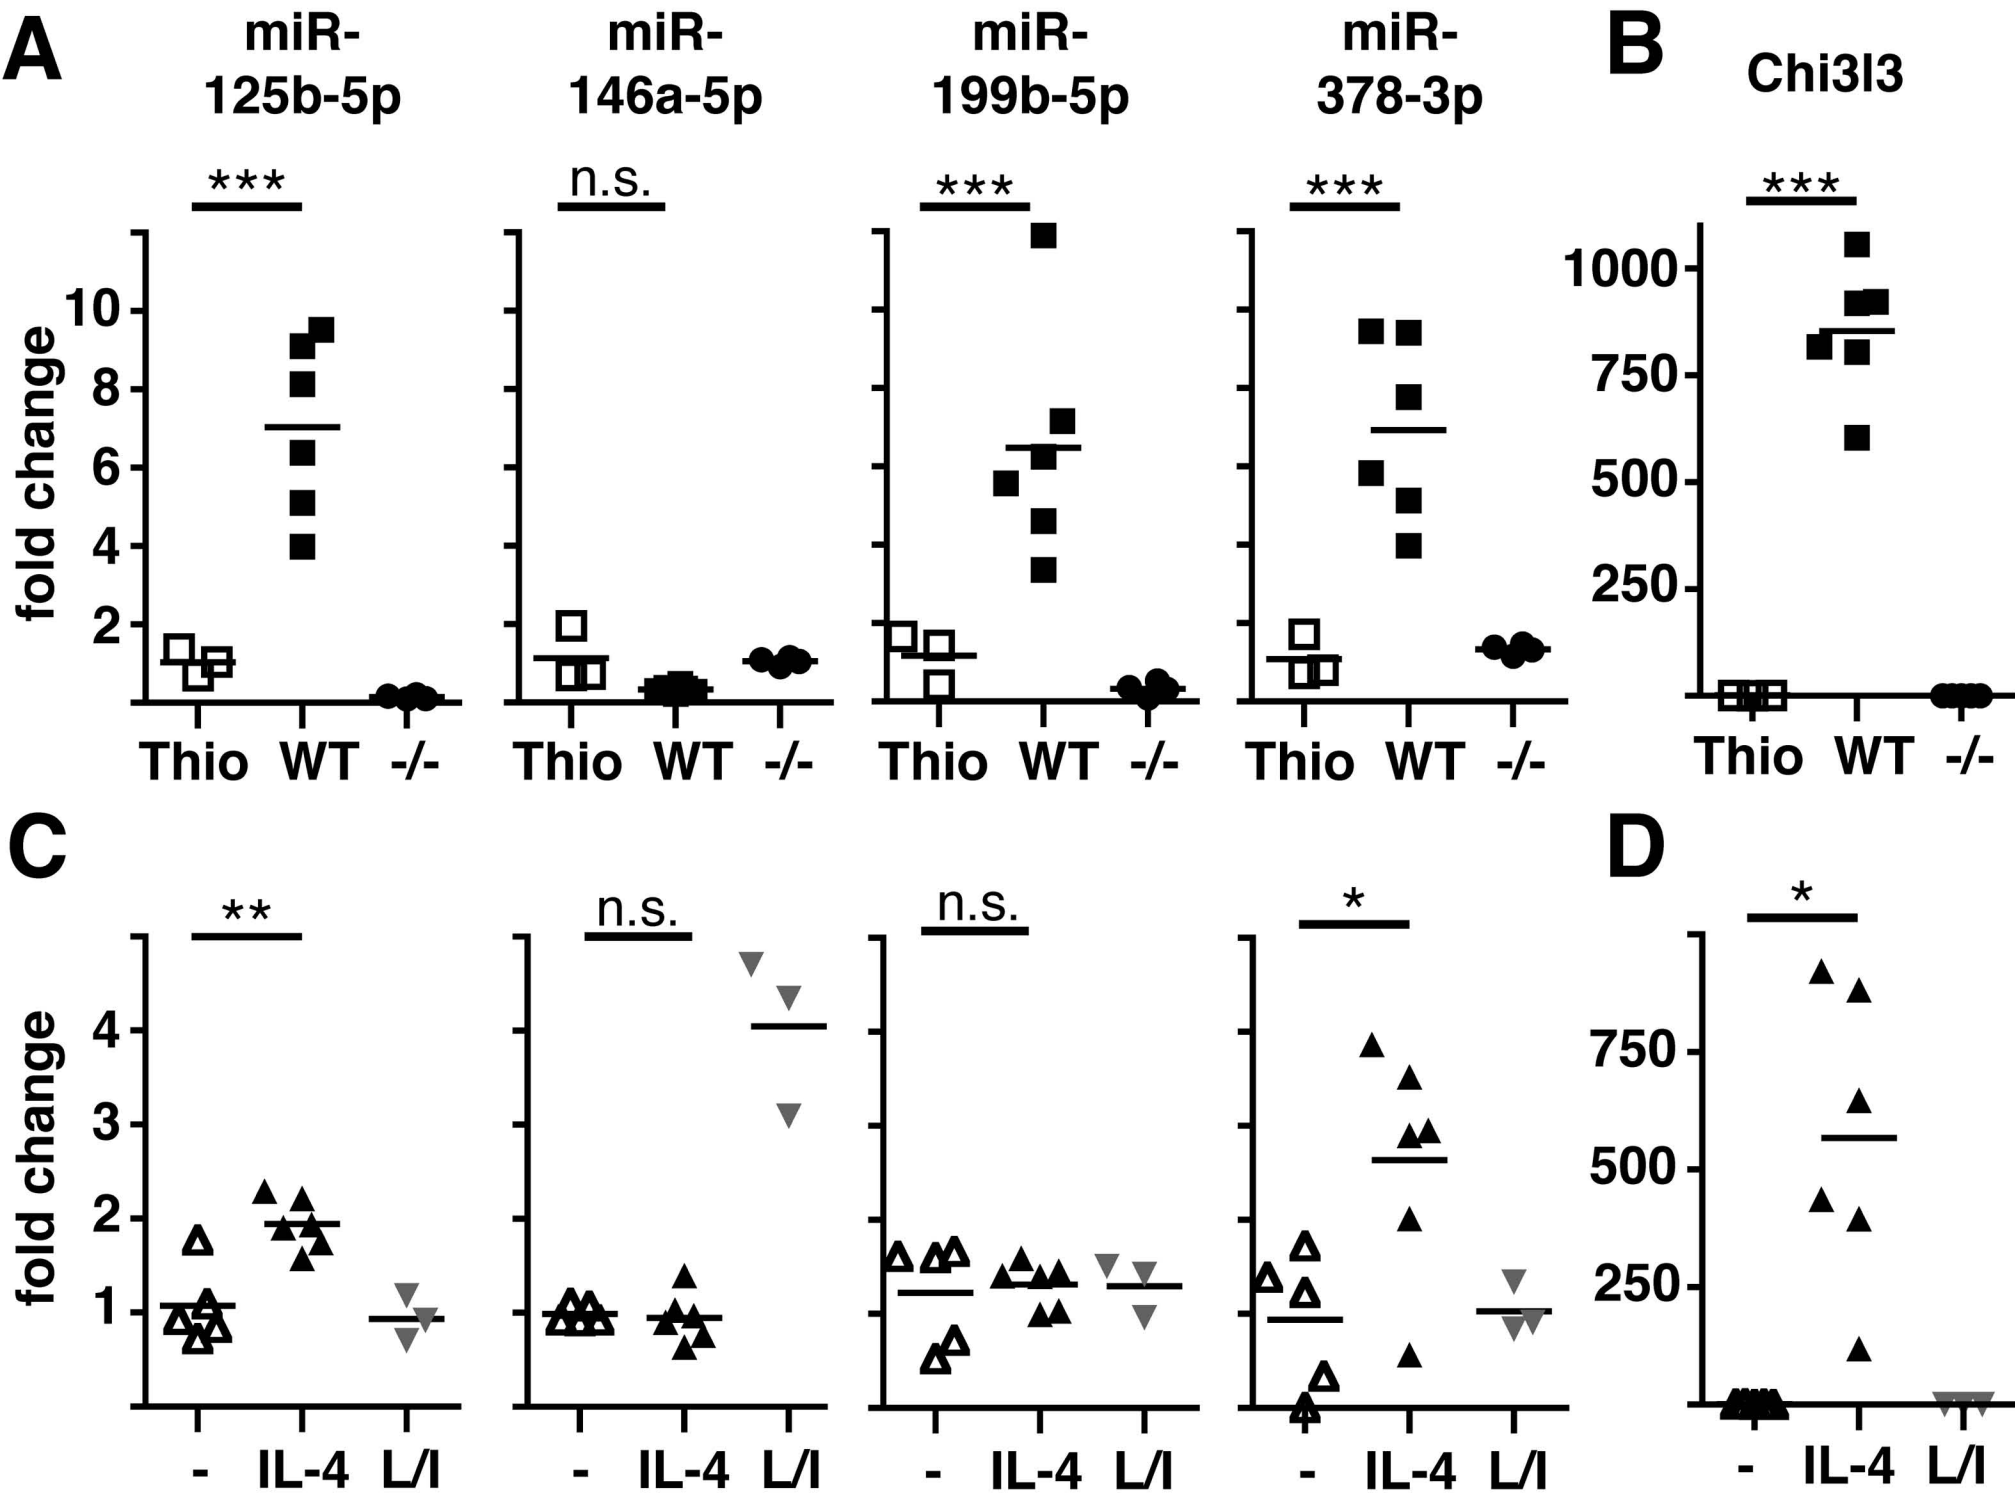 A
miR-
125b-5p
miR-
146a-5p
miR-
199b-5p
miR-
378-3p
B
Chi3l3
***
n.s.
***
***
***
fold change
10
8
6
4
2
1000
750
500
250
Thio WT -/-
Thio WT -/-
Thio WT -/-
Thio WT -/-
Thio WT -/-
C
D
**
n.s.
n.s.
*
*
fold change
4
3
2
1
750
500
250
- IL-4 L/I
- IL-4 L/I
- IL-4 L/I
- IL-4 L/I
- IL-4 L/I